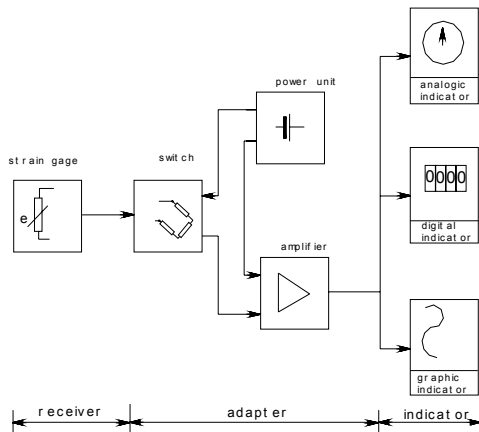 analogic
indicator
power unit
strain gage
switch
e
0000
digital
indicator
amplifier
graphic
indicator
receiver
adapter
indicator